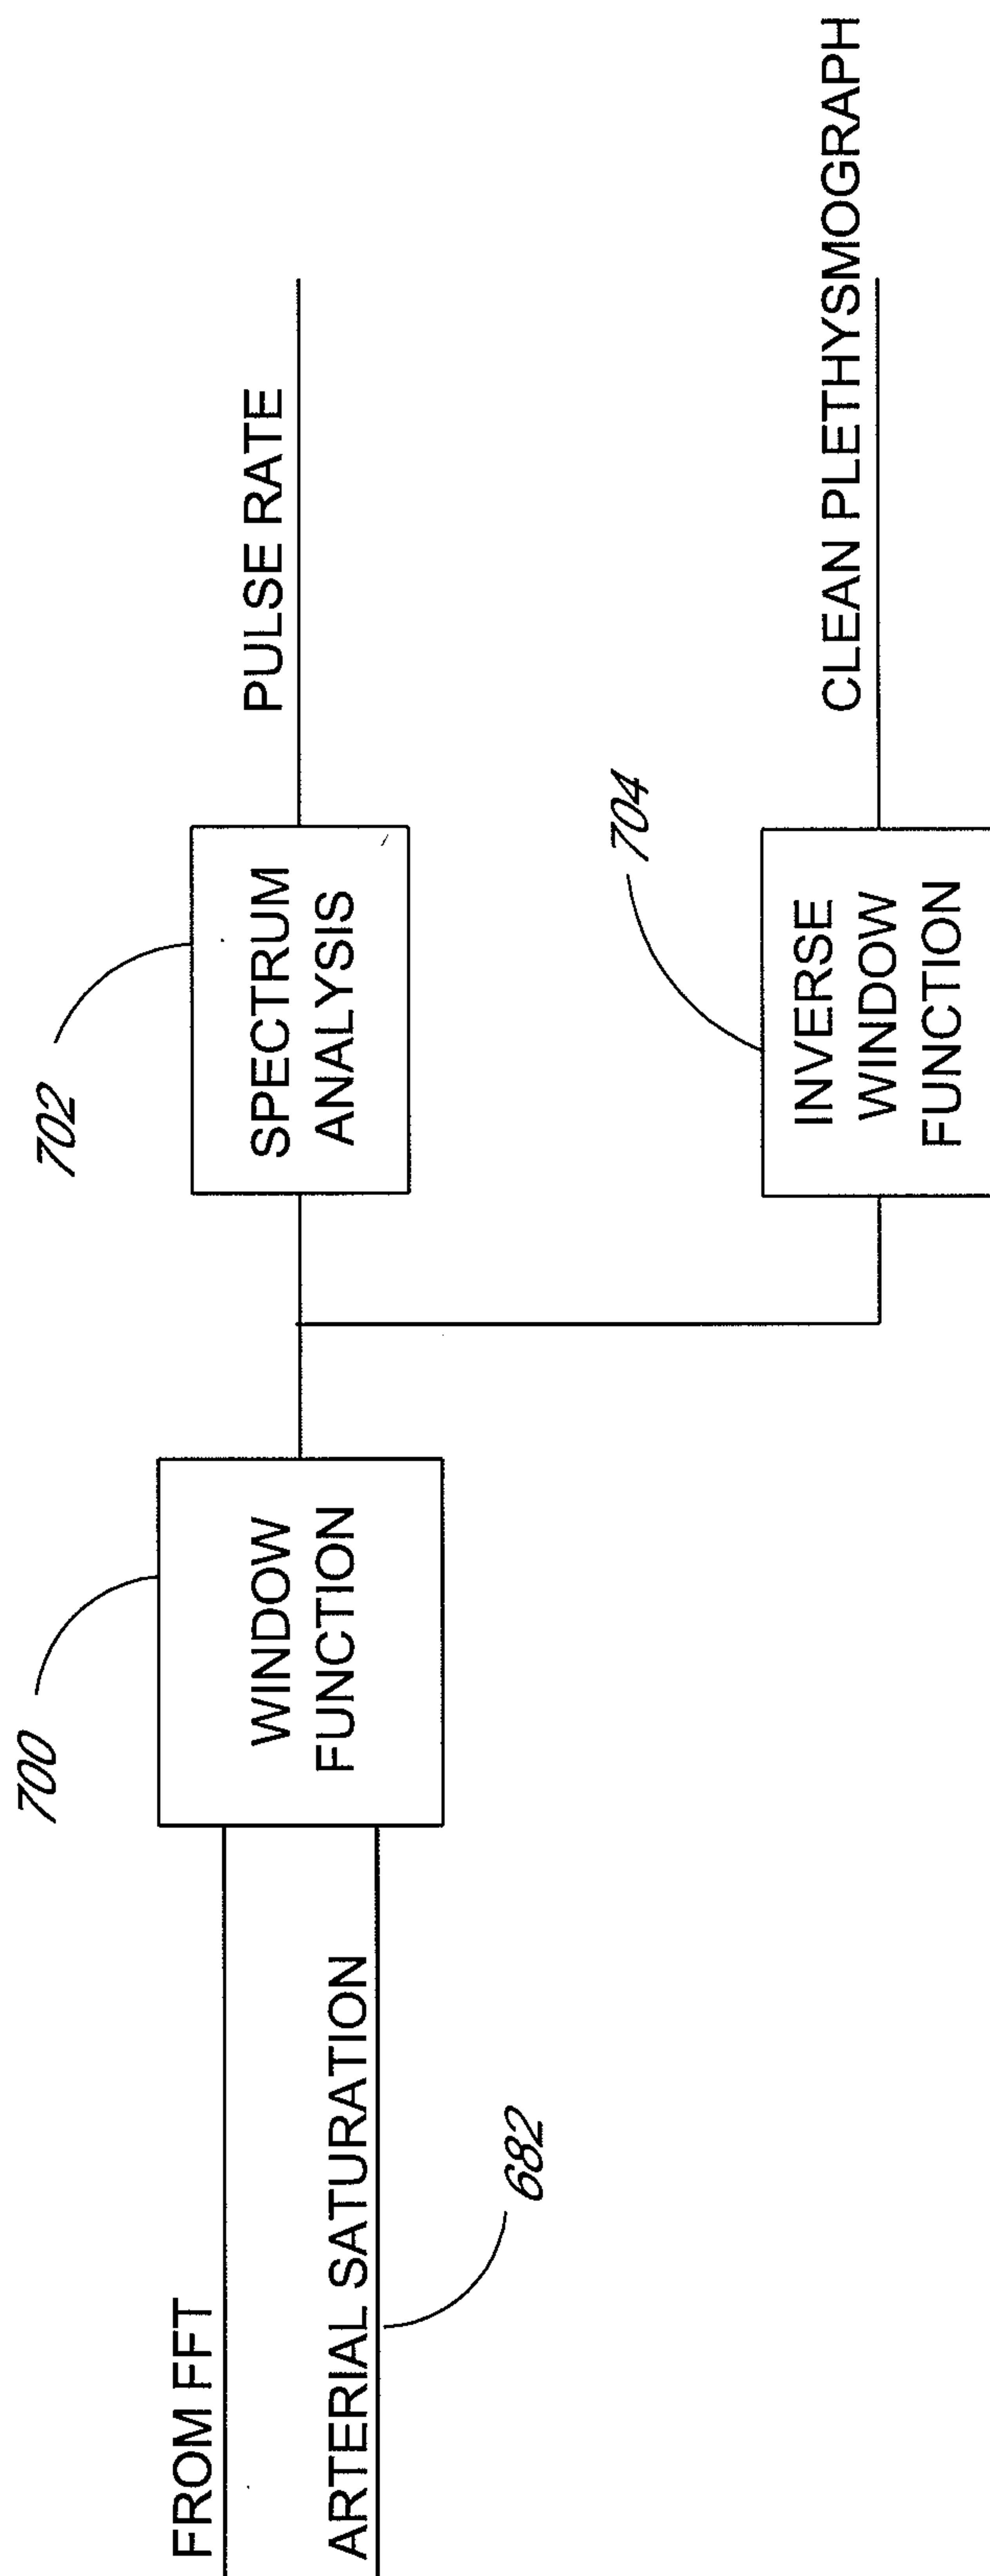 FROM FFT
ARTERIAL SATURATION
682
700
WINDOW
FUNCTION
702
SPECTRUM
ANALYSIS
PULSE RATE
704
INVERSE
WINDOW
FUNCTION
CLEAN PLETHYSMOGRAPH